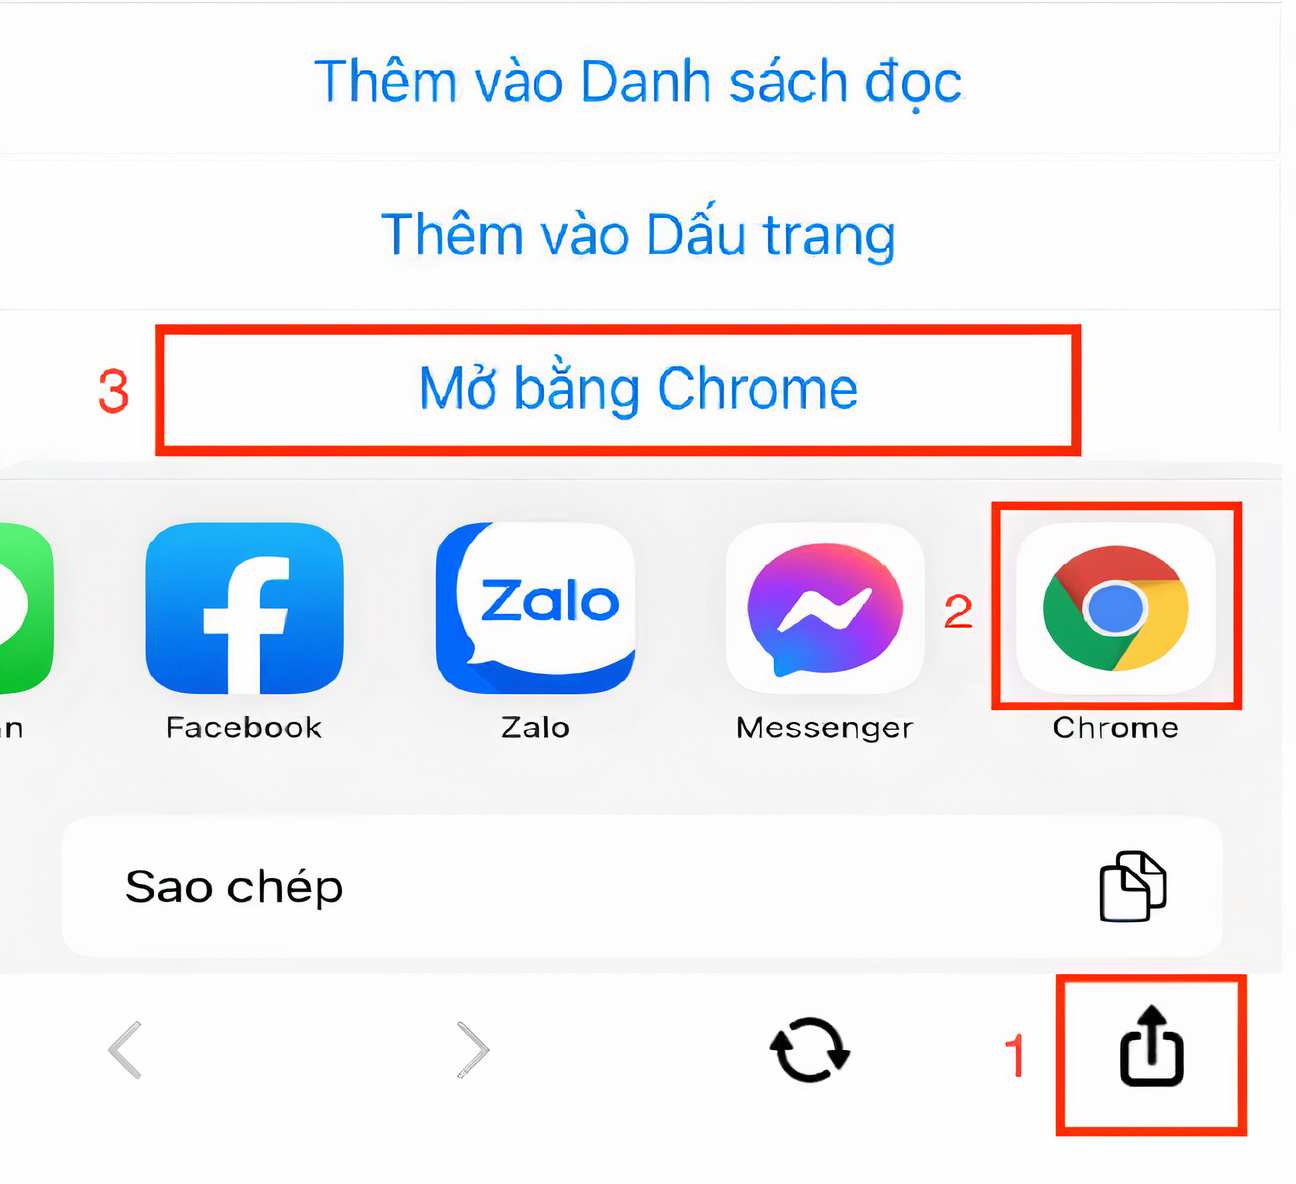 Thêm vào Danh sách đọc
Thêm vào Dấu trang
3
Mở bằng Chrome
Zalo
2
n
Facebook
Zalo
Messenger
Chrome
Sao chép
1